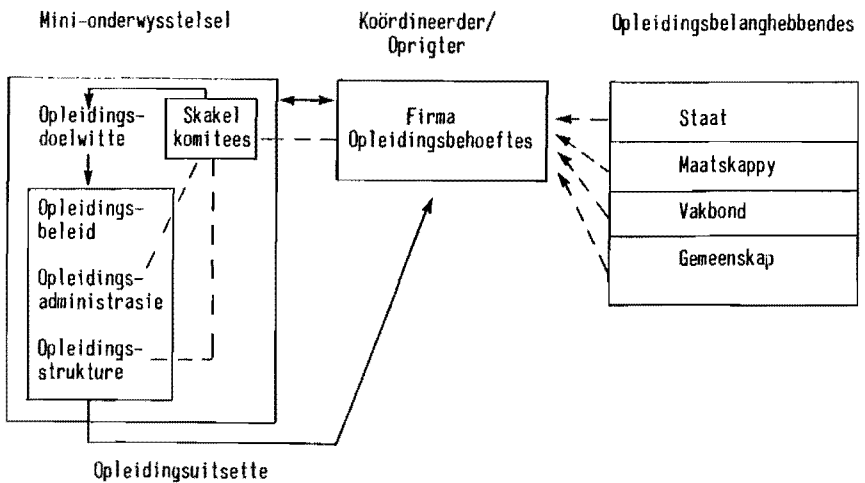 Mini-onderwysstelsel
Koördineerder/
Oprigter
Opleidingsbelanghebbendes
Opleidings-
doelwitte
Skakel
komitees
Opleidings-
beleid
Opleidings-
administrasie
Opleidings-
strukture
Firma
Opleidingsbehoeftes
Staat
Maatskappy
Vakbond
Gemeenskap
Opleidingsuitsette